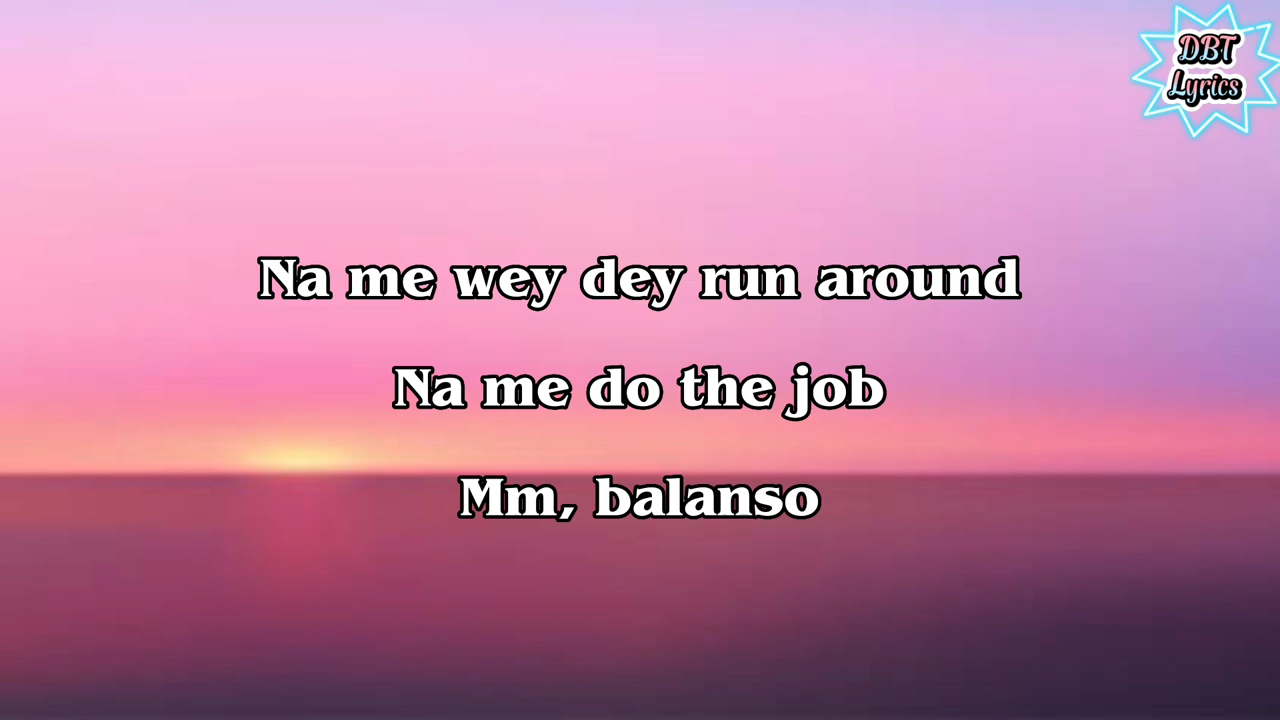 DBT
Lyrics
Na me wey dey run around
Na me do the job
Mm, balanso